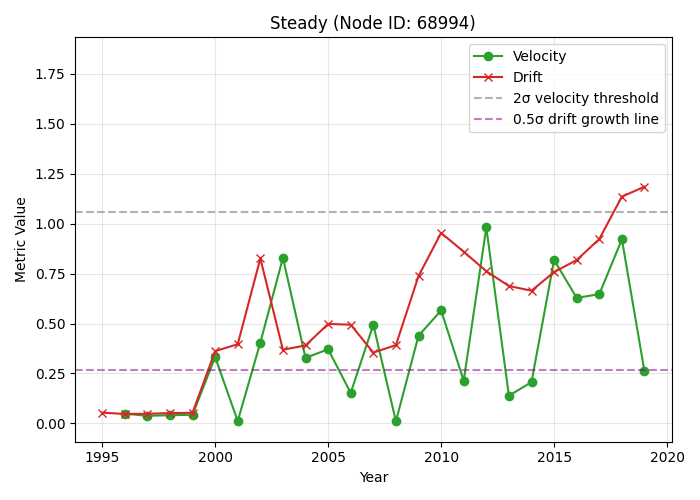 Steady (Node ID: 68994)
Velocity
Drift
2σ velocity threshold
0.5σ drift growth line
Metric Value
1.75
1.50
1.25
1.00
0.75
0.50
0.25
0.00
1995 2000 2005 2010 2015 2020
Year